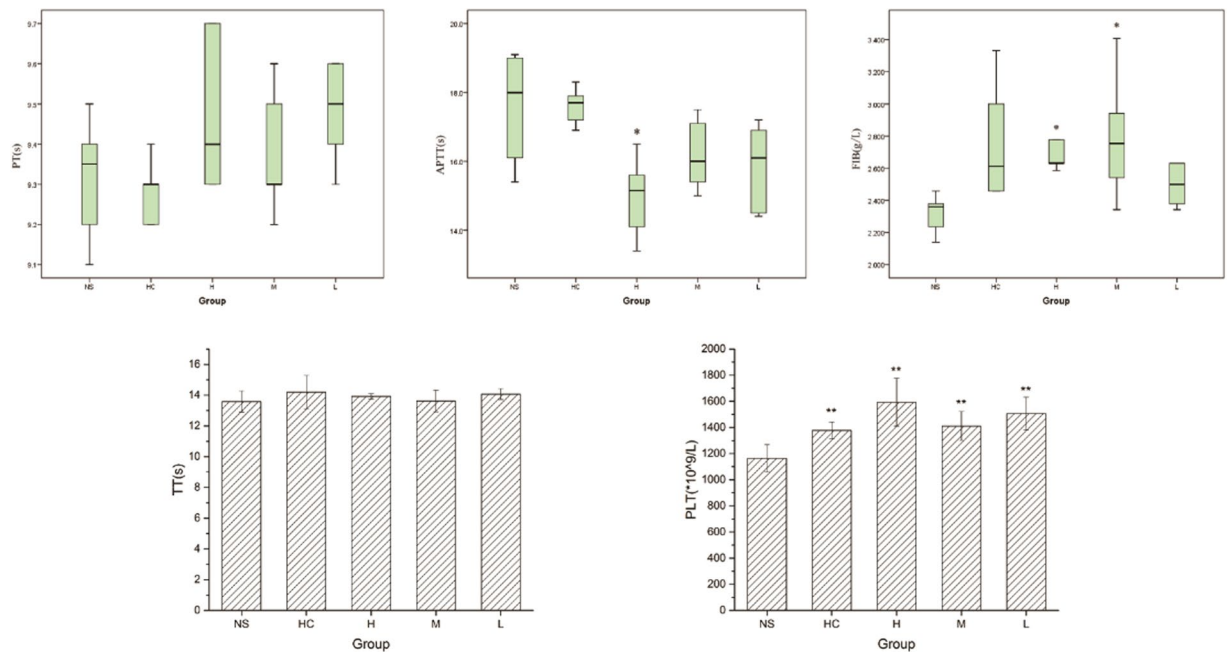 9.7
9.6
9.5
9.4
9.3
9.2
9.1
PT(s)
NS HC H M L
Group
20.0
18.0
16.0
14.0
APTT(s)
*
NS HC H M L
Group
3.400
3.200
3.000
2.800
2.600
2.400
2.200
2.000
FIB(g/L)
* *
NS HC H M L
Group
16
14
12
10
8
6
4
2
0
TT(s)
NS HC H M L
Group
2000
1800
1600
1400
1200
1000
800
600
400
200
0
PLT(*10^9/L)
** ** ** **
NS HC H M L
Group